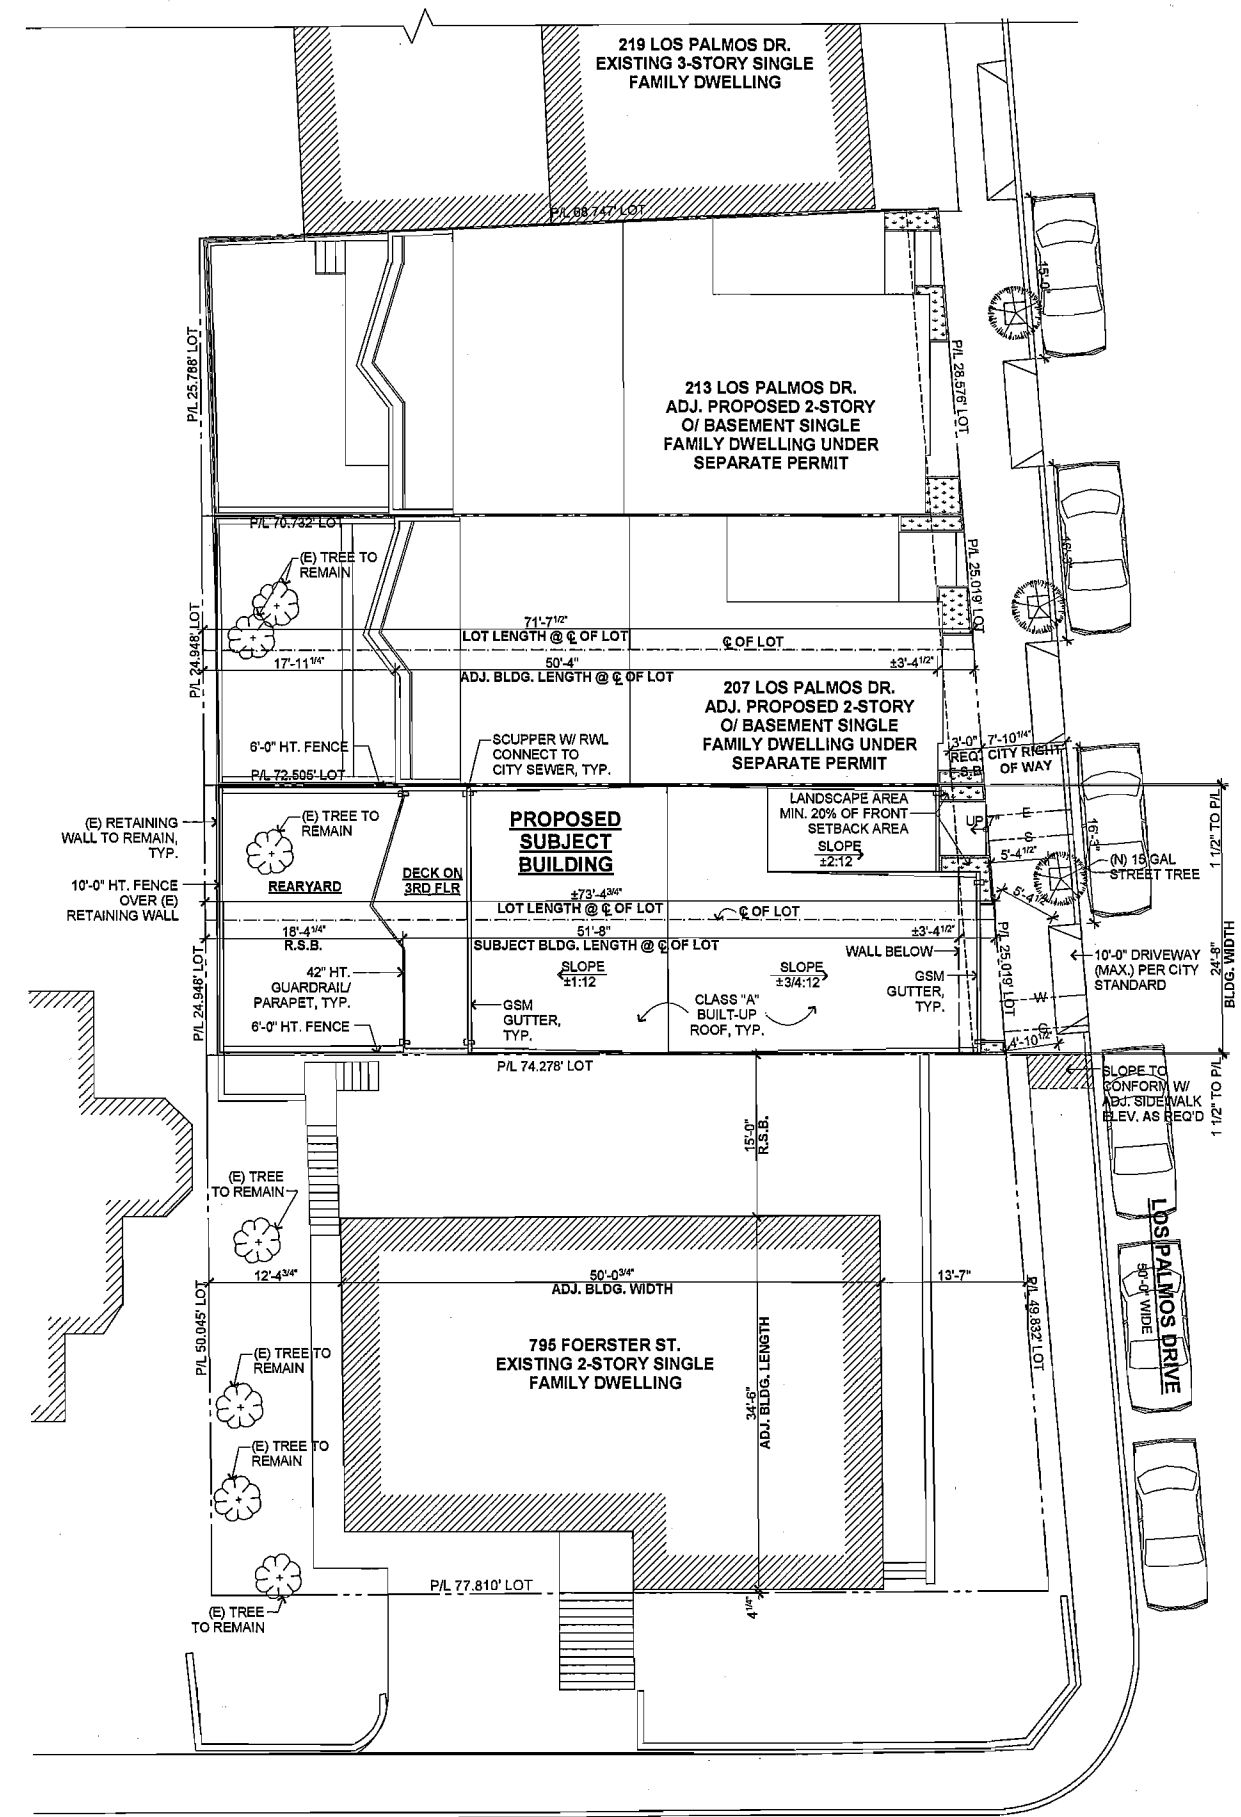 219 LOS PALMOS DR.
EXISTING 3-STORY SINGLE
FAMILY DWELLING
P/L 68.747' LOT
15'-0"
P/L 25.788' LOT
P/L 28.576' LOT
213 LOS PALMOS DR.
ADJ. PROPOSED 2-STORY
O/ BASEMENT SINGLE
FAMILY DWELLING UNDER
SEPARATE PERMIT
P/L 70.732' LOT
16'-3"
(E) TREE TO
REMAIN
P/L 25.019' LOT
P/L 24.948' LOT
71'-7 1/2"
LOT LENGTH @ ℄ OF LOT
℄ OF LOT
17'-11 1/4"
50'-4"
±3'-4 1/2"
ADJ. BLDG. LENGTH @ ℄ OF LOT
207 LOS PALMOS DR.
ADJ. PROPOSED 2-STORY
O/ BASEMENT SINGLE
FAMILY DWELLING UNDER
SEPARATE PERMIT
6'-0" HT. FENCE
SCUPPER W/ RWL
CONNECT TO
CITY SEWER, TYP.
3'-0"
REQ.
F.S.B.
7'-10 1/4"
CITY RIGHT
OF WAY
P/L 72.505' LOT
(E) RETAINING
WALL TO REMAIN,
TYP.
(E) TREE TO
REMAIN
PROPOSED
SUBJECT
BUILDING
LANDSCAPE AREA
MIN. 20% OF FRONT
SETBACK AREA
SLOPE
±2:12
UP 7"
E
S
5'-4 1/2"
16'-3"
(N) 15 GAL
STREET TREE
1 1/2" TO P/L
10'-0" HT. FENCE
OVER (E)
RETAINING WALL
REARYARD
DECK ON
3RD FLR
±73'-4 3/4"
LOT LENGTH @ ℄ OF LOT
℄ OF LOT
5'-4 1/2"
18'-4 1/4"
R.S.B.
51'-8"
SUBJECT BLDG. LENGTH @ ℄ OF LOT
±3'-4 1/2"
P/L 24.948' LOT
P/L 25.019' LOT
WALL BELOW
42" HT.
GUARDRAIL/
PARAPET, TYP.
SLOPE
±1:12
SLOPE
±3/4:12
GSM
GUTTER,
TYP.
10'-0" DRIVEWAY
(MAX.) PER CITY
STANDARD
24'-8"
BLDG. WIDTH
GSM
GUTTER,
TYP.
CLASS "A"
BUILT-UP
ROOF, TYP.
W
G
6'-0" HT. FENCE
4'-10 1/2"
P/L 74.278' LOT
SLOPE TO
CONFORM W/
ADJ. SIDEWALK
ELEV. AS REQ'D
1 1/2" TO P/L
15'-0"
R.S.B.
(E) TREE
TO REMAIN
12'-4 3/4"
50'-0 3/4"
ADJ. BLDG. WIDTH
13'-7"
P/L 50.045' LOT
P/L 49.832' LOT
LOS PALMOS DRIVE
50'-0" WIDE
795 FOERSTER ST.
EXISTING 2-STORY SINGLE
FAMILY DWELLING
34'-6"
ADJ. BLDG. LENGTH
(E) TREE TO
REMAIN
(E) TREE TO
REMAIN
P/L 77.810' LOT
4 1/4"
(E) TREE
TO REMAIN